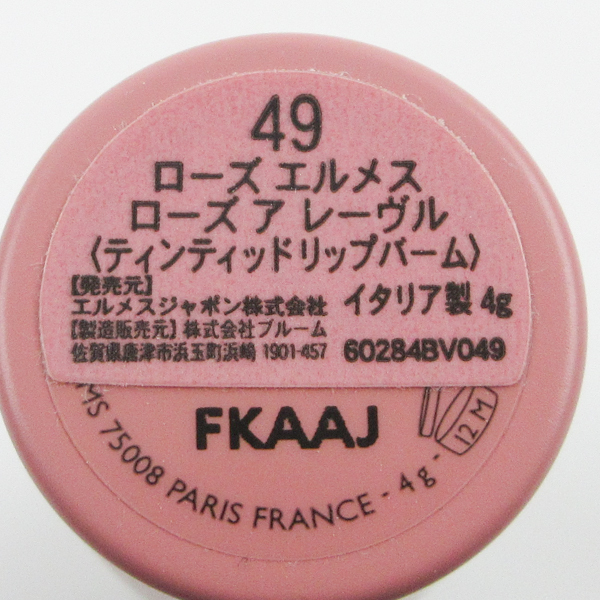 49
ローズ エルメス
ローズ ア レーヴル
〈ティンティッドリップバーム〉
【発売元】
エルメスジャポン株式会社 イタリア製 4g
【製造販売元】株式会社ブルーム
佐賀県唐津市浜玉町浜崎 1901-457 60284BV049
FKAAJ
12 M
MS 75008 PARIS FRANCE - 4g -